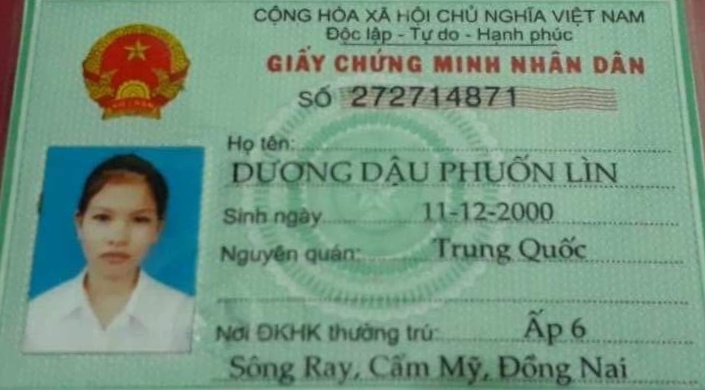 CỘNG HÒA XÃ HỘI CHỦ NGHĨA VIỆT NAM
Độc lập - Tự do - Hạnh phúc
GIẤY CHỨNG MINH NHÂN DÂN
SỐ 272714871
Họ tên:
DƯƠNG DẬU PHUỐN LÌN
Sinh ngày 11-12-2000
Nguyên quán: Trung Quốc
Nơi ĐKHK thường trú: Ấp 6
Sông Ray, Cẩm Mỹ, Đồng Nai